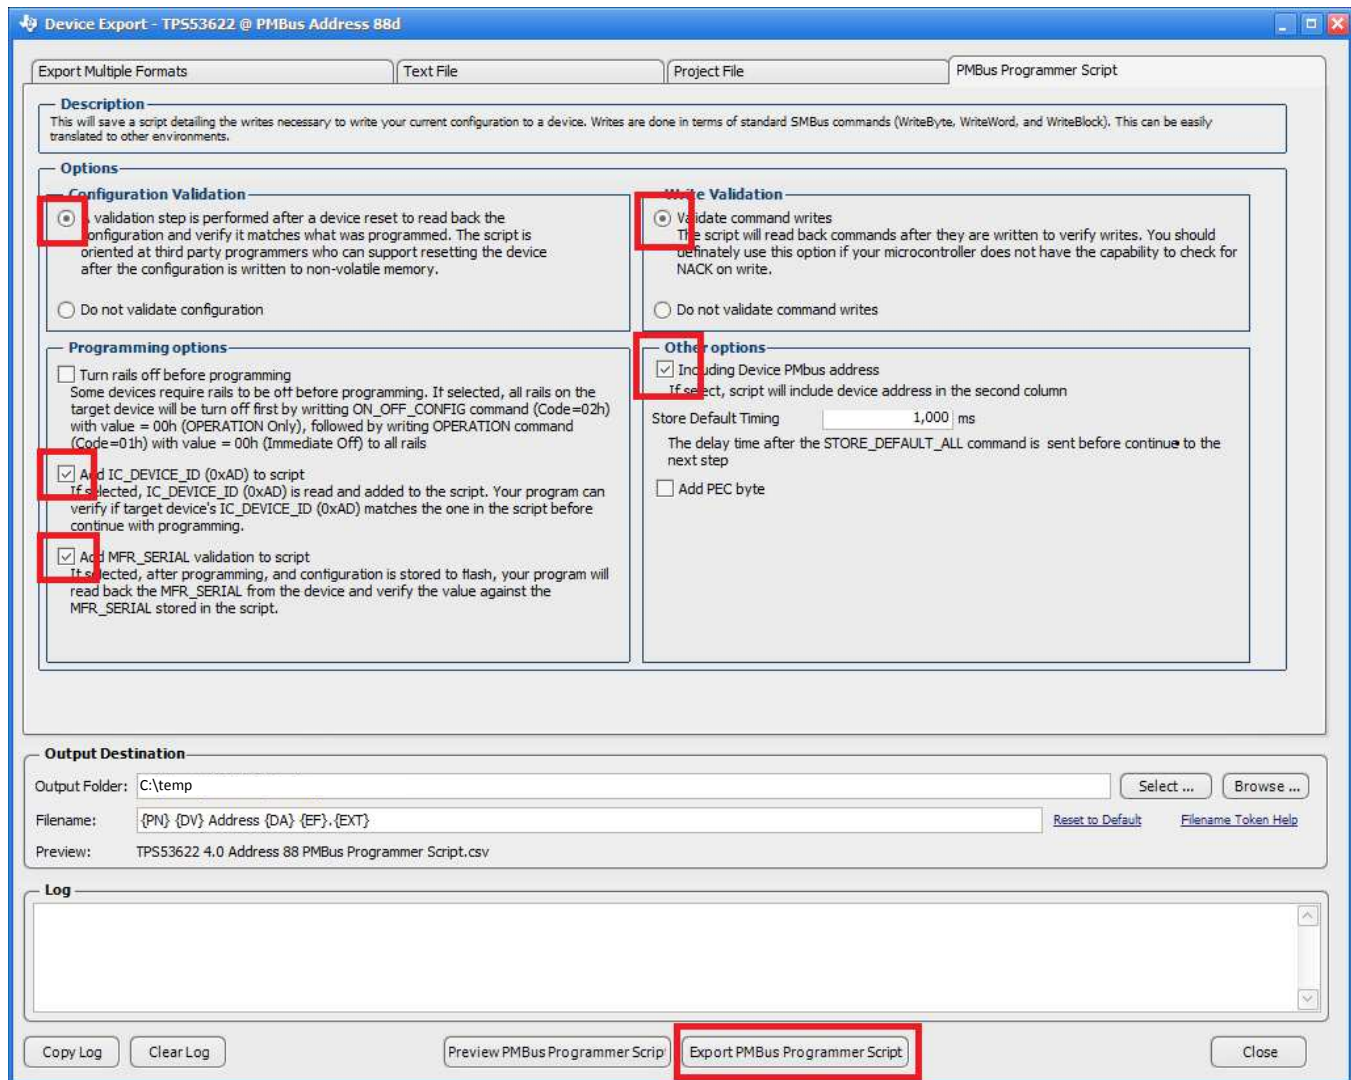 Device Export - TPS53622 @ PMBus Address 88d
Export Multiple Formats
Text File
Project File
PMBus Programmer Script
Description
This will save a script detailing the writes necessary to write your current configuration to a device. Writes are done in terms of standard SMBus commands (WriteByte, WriteWord, and WriteBlock). This can be easily
translated to other environments.
Options
Configuration Validation
A validation step is performed after a device reset to read back the
configuration and verify it matches what was programmed. The script is
oriented at third party programmers who can support resetting the device
after the configuration is written to non-volatile memory.
Do not validate configuration
Write Validation
Validate command writes
The script will read back commands after they are written to verify writes. You should
definately use this option if your microcontroller does not have the capability to check for
NACK on write.
Do not validate command writes
Programming options
Turn rails off before programming
Some devices require rails to be off before programming. If selected, all rails on the
target device will be turn off first by writting ON_OFF_CONFIG command (Code=02h)
with value = 00h (OPERATION Only), followed by writing OPERATION command
(Code=01h) with value = 00h (Immediate Off) to all rails
Add IC_DEVICE_ID (0xAD) to script
If selected, IC_DEVICE_ID (0xAD) is read and added to the script. Your program can
verify if target device's IC_DEVICE_ID (0xAD) matches the one in the script before
continue with programming.
Add MFR_SERIAL validation to script
If selected, after programming, and configuration is stored to flash, your program will
read back the MFR_SERIAL from the device and verify the value against the
MFR_SERIAL stored in the script.
Other options
Including Device PMbus address
If select, script will include device address in the second column
Store Default Timing 1,000 ms
The delay time after the STORE_DEFAULT_ALL command is sent before continue to the
next step
Add PEC byte
Output Destination
Output Folder: C:\temp
Select ...
Browse ...
Filename: {PN} {DV} Address {DA} {EF}.{EXT}
Reset to Default
Filename Token Help
Preview: TPS53622 4.0 Address 88 PMBus Programmer Script.csv
Log
Copy Log
Clear Log
Preview PMBus Programmer Scrip
Export PMBus Programmer Script
Close